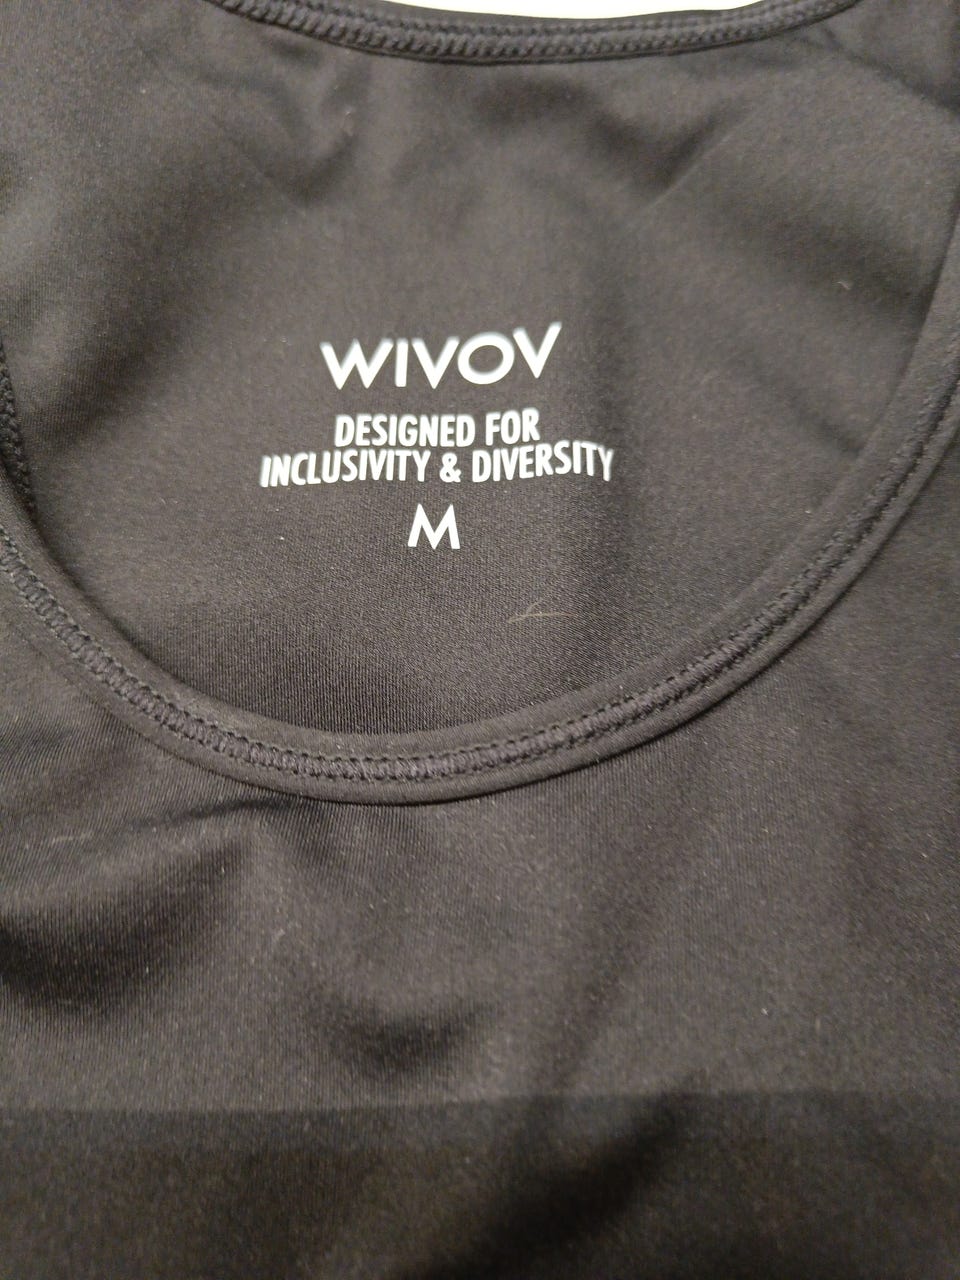 WIVOV
DESIGNED FOR
INCLUSIVITY & DIVERSITY
M